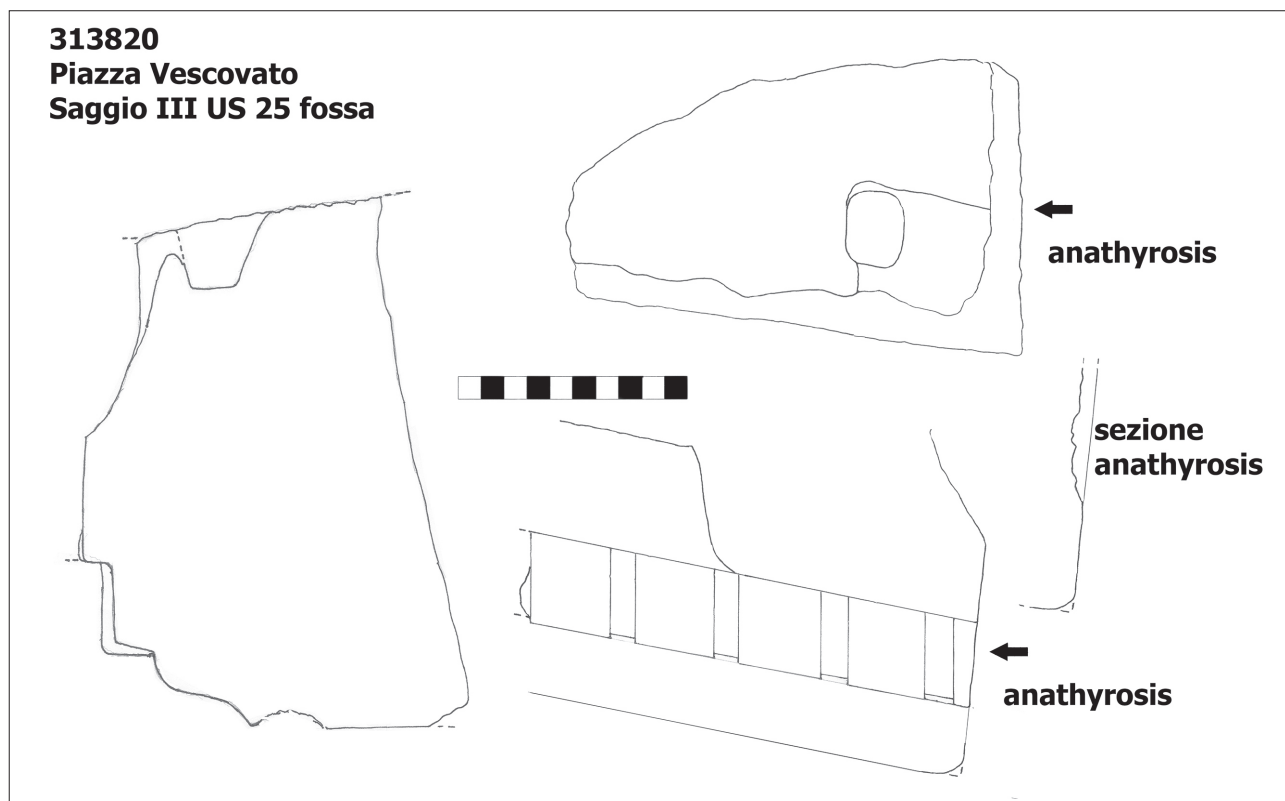 313820
Piazza Vescovato
Saggio III US 25 fossa
anathyrosis
sezione
anathyrosis
anathyrosis